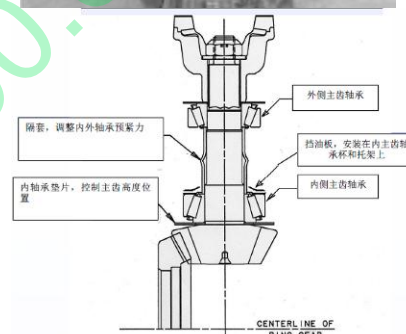 外侧主齿轴承
隔套，调整内外轴承预紧力
挡油板，安装在内主齿轴
承杯和托架上
内轴承垫片，控制主齿高度位
置
内侧主齿轴承
CENTERLINE OF
RING GEAR